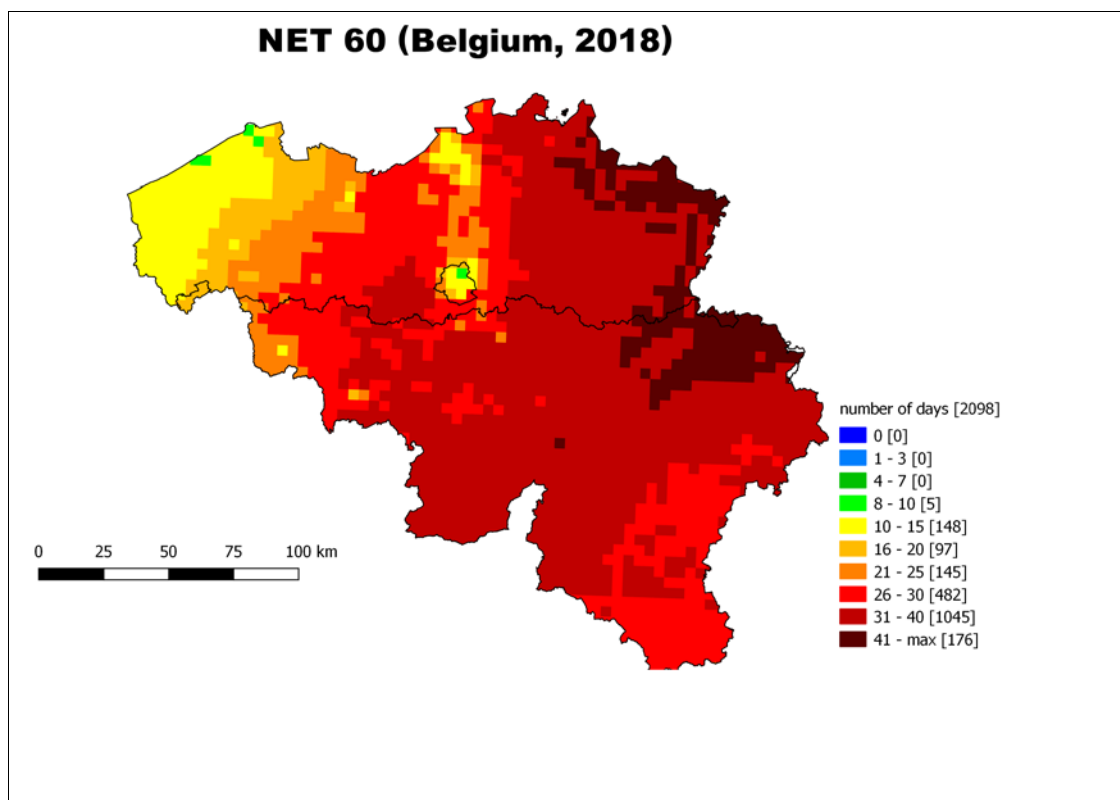 NET 60 (Belgium, 2018)
number of days [2098]
0 [0]
1 - 3 [0]
4 - 7 [0]
8 - 10 [5]
10 - 15 [148]
16 - 20 [97]
21 - 25 [145]
26 - 30 [482]
31 - 40 [1045]
41 - max [176]
0 25 50 75 100 km